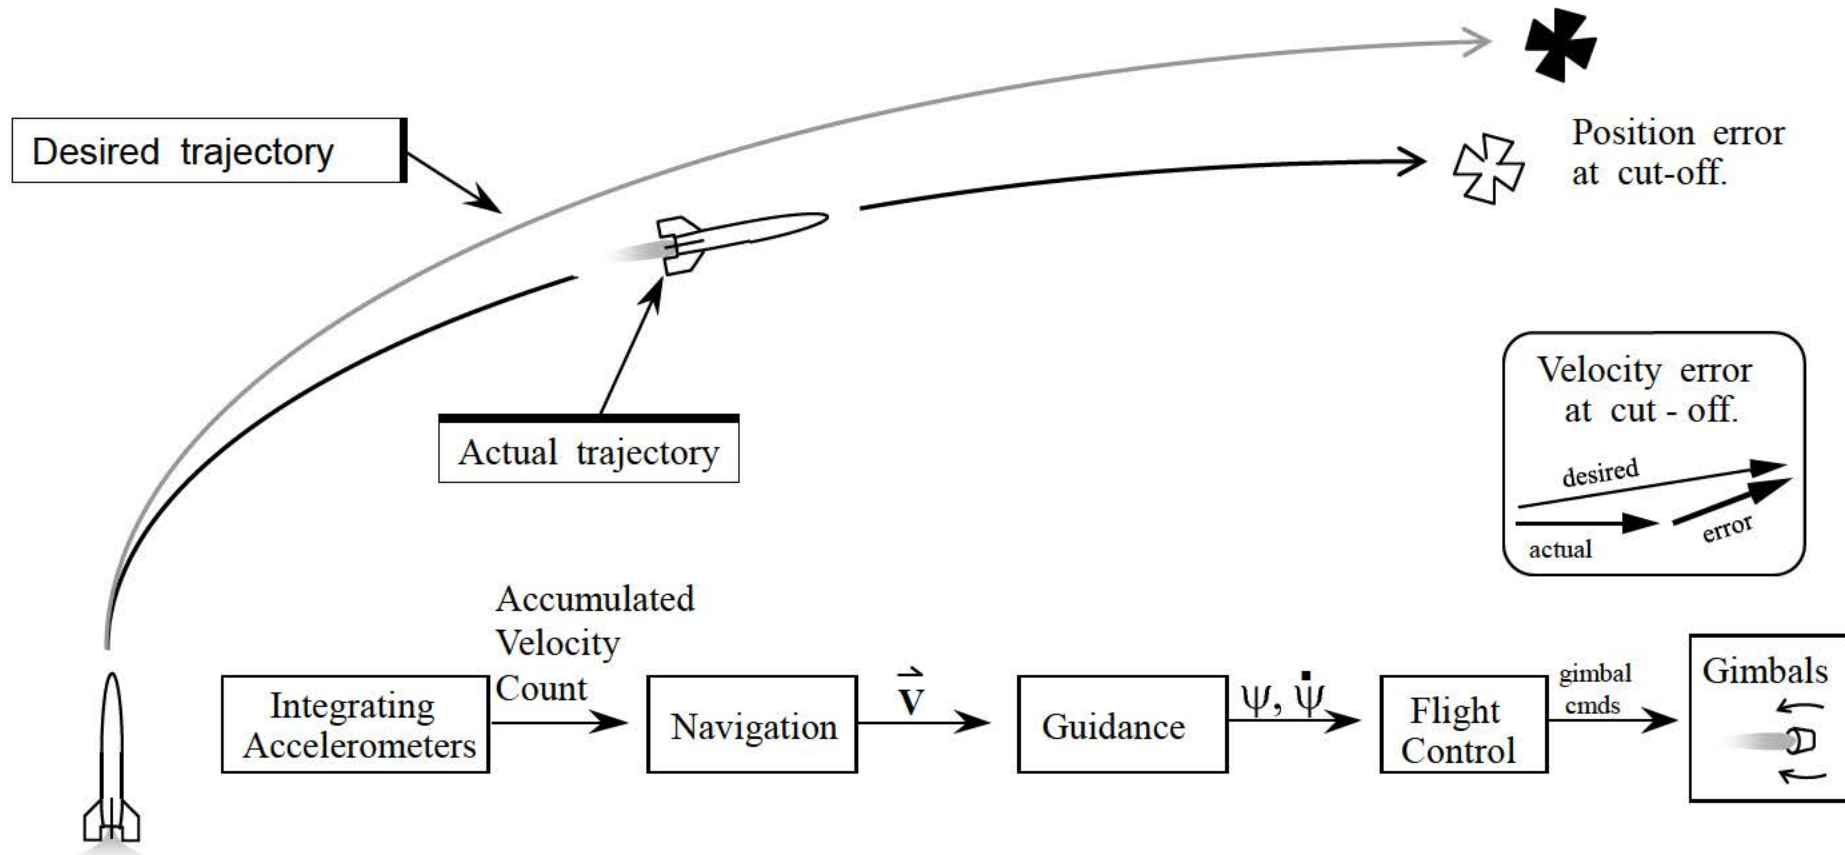 Desired trajectory
Position error
at cut-off.
Actual trajectory
Velocity error
at cut - off.
desired
actual
error
Accumulated
Velocity
Count
Integrating
Accelerometers
Navigation
V⃗
Guidance
ψ, ψ̇
Flight
Control
gimbal
cmds
Gimbals